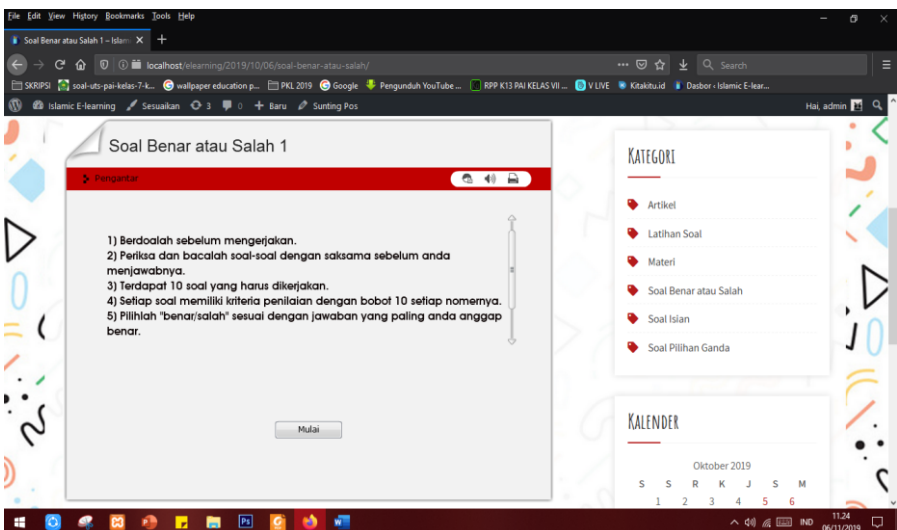 File Edit View History Bookmarks Tools Help
Soal Benar atau Salah 1 – Islam
localhost/elearning/2019/10/06/soal-benar-atau-salah/
Search
SKRIPSI soal-uts-pai-kelas-7-k... wallpaper education p... PKL 2019 Google Pengunduh YouTube ... RPP K13 PAI KELAS VII ... V LIVE Kitakitu.id Dasbor ‹ Islamic E-lear...
Islamic E-learning Sesuaikan 3 0 Baru Sunting Pos Hai, admin
Soal Benar atau Salah 1
Pengantar
1) Berdoalah sebelum mengerjakan.
2) Periksa dan bacalah soal-soal dengan saksama sebelum anda
menjawabnya.
3) Terdapat 10 soal yang harus dikerjakan.
4) Setiap soal memiliki kriteria penilaian dengan bobot 10 setiap nomernya.
5) Pilihlah "benar/salah" sesuai dengan jawaban yang paling anda anggap
benar.
Mulai
Kategori
Artikel
Latihan Soal
Materi
Soal Benar atau Salah
Soal Isian
Soal Pilihan Ganda
Kalender
Oktober 2019
S S R K J S M
1 2 3 4 5 6
IND
11.24
06/11/2019